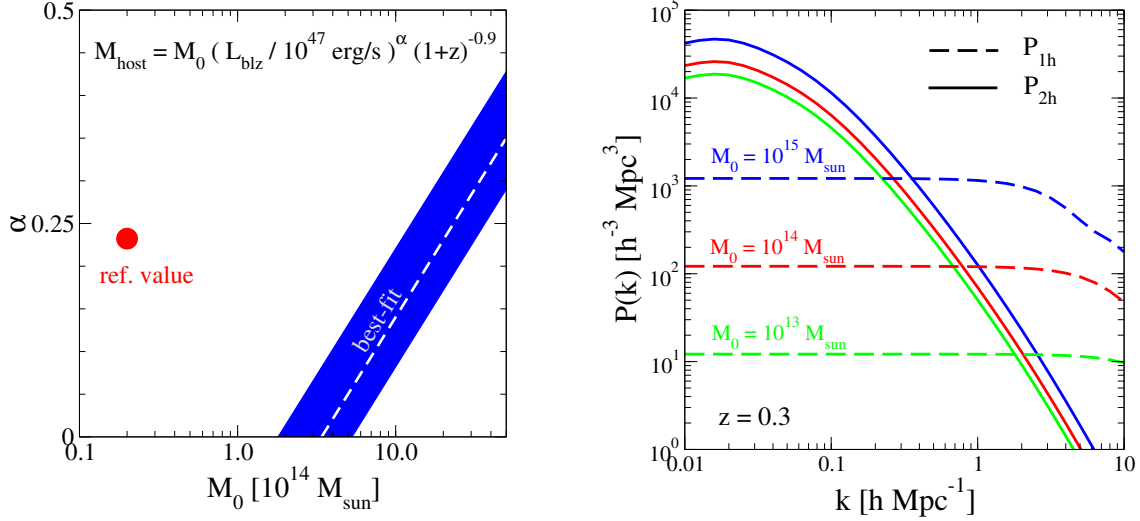 0.5
M_host = M_0 ( L_blz / 10^47 erg/s )^α (1+z)^-0.9
α
0.25
ref. value
best-fit
0
0.1
1.0
10.0
M_0 [10^14 M_sun]
10^5
P_1h
P_2h
10^4
P(k) [h^-3 Mpc^3]
M_0 = 10^15 M_sun
10^3
M_0 = 10^14 M_sun
10^2
M_0 = 10^13 M_sun
10^1
z = 0.3
10^0
0.01
0.1
1
10
k [h Mpc^-1]